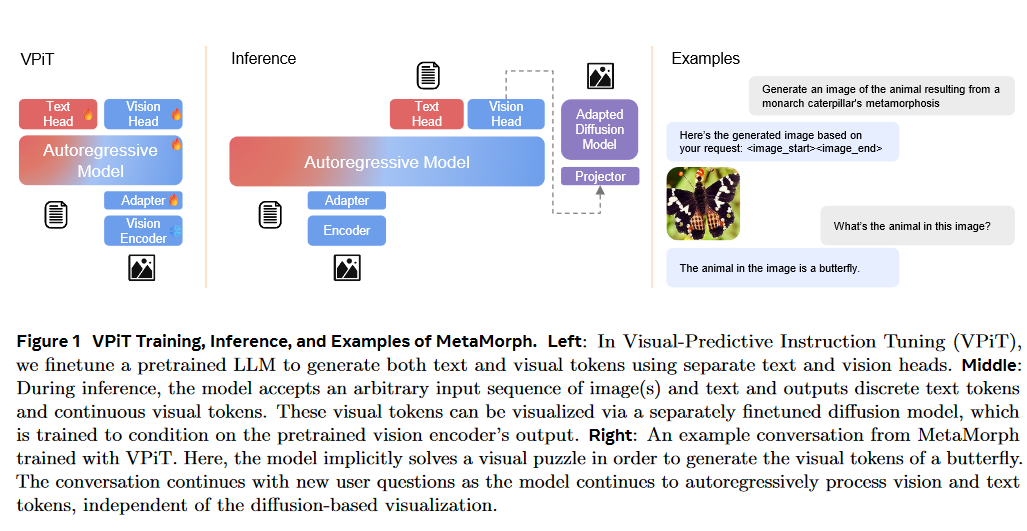 VPiT
Text
Head
Vision
Head
Autoregressive
Model
Adapter
Vision
Encoder
Inference
Text
Head
Vision
Head
Autoregressive Model
Adapter
Encoder
Adapted
Diffusion
Model
Projector
Examples
Generate an image of the animal resulting from a
monarch caterpillar's metamorphosis
Here's the generated image based on
your request: <image_start><image_end>
What's the animal in this image?
The animal in the image is a butterfly.
Figure 1 VPiT Training, Inference, and Examples of MetaMorph. Left: In Visual-Predictive Instruction Tuning (VPiT),
we finetune a pretrained LLM to generate both text and visual tokens using separate text and vision heads. Middle:
During inference, the model accepts an arbitrary input sequence of image(s) and text and outputs discrete text tokens
and continuous visual tokens. These visual tokens can be visualized via a separately finetuned diffusion model, which
is trained to condition on the pretrained vision encoder's output. Right: An example conversation from MetaMorph
trained with VPiT. Here, the model implicitly solves a visual puzzle in order to generate the visual tokens of a butterfly.
The conversation continues with new user questions as the model continues to autoregressively process vision and text
tokens, independent of the diffusion-based visualization.